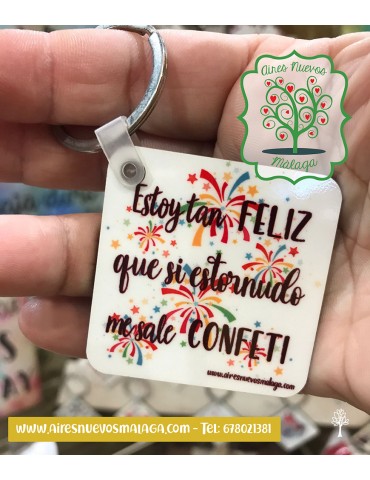 Aires Nuevos
Málaga
Estoy tan FELIZ
que si estornudo
me sale CONFETI
www.airesnuevosmalaga.com
www.airesnuevosmalaga.com - Tel: 678021381